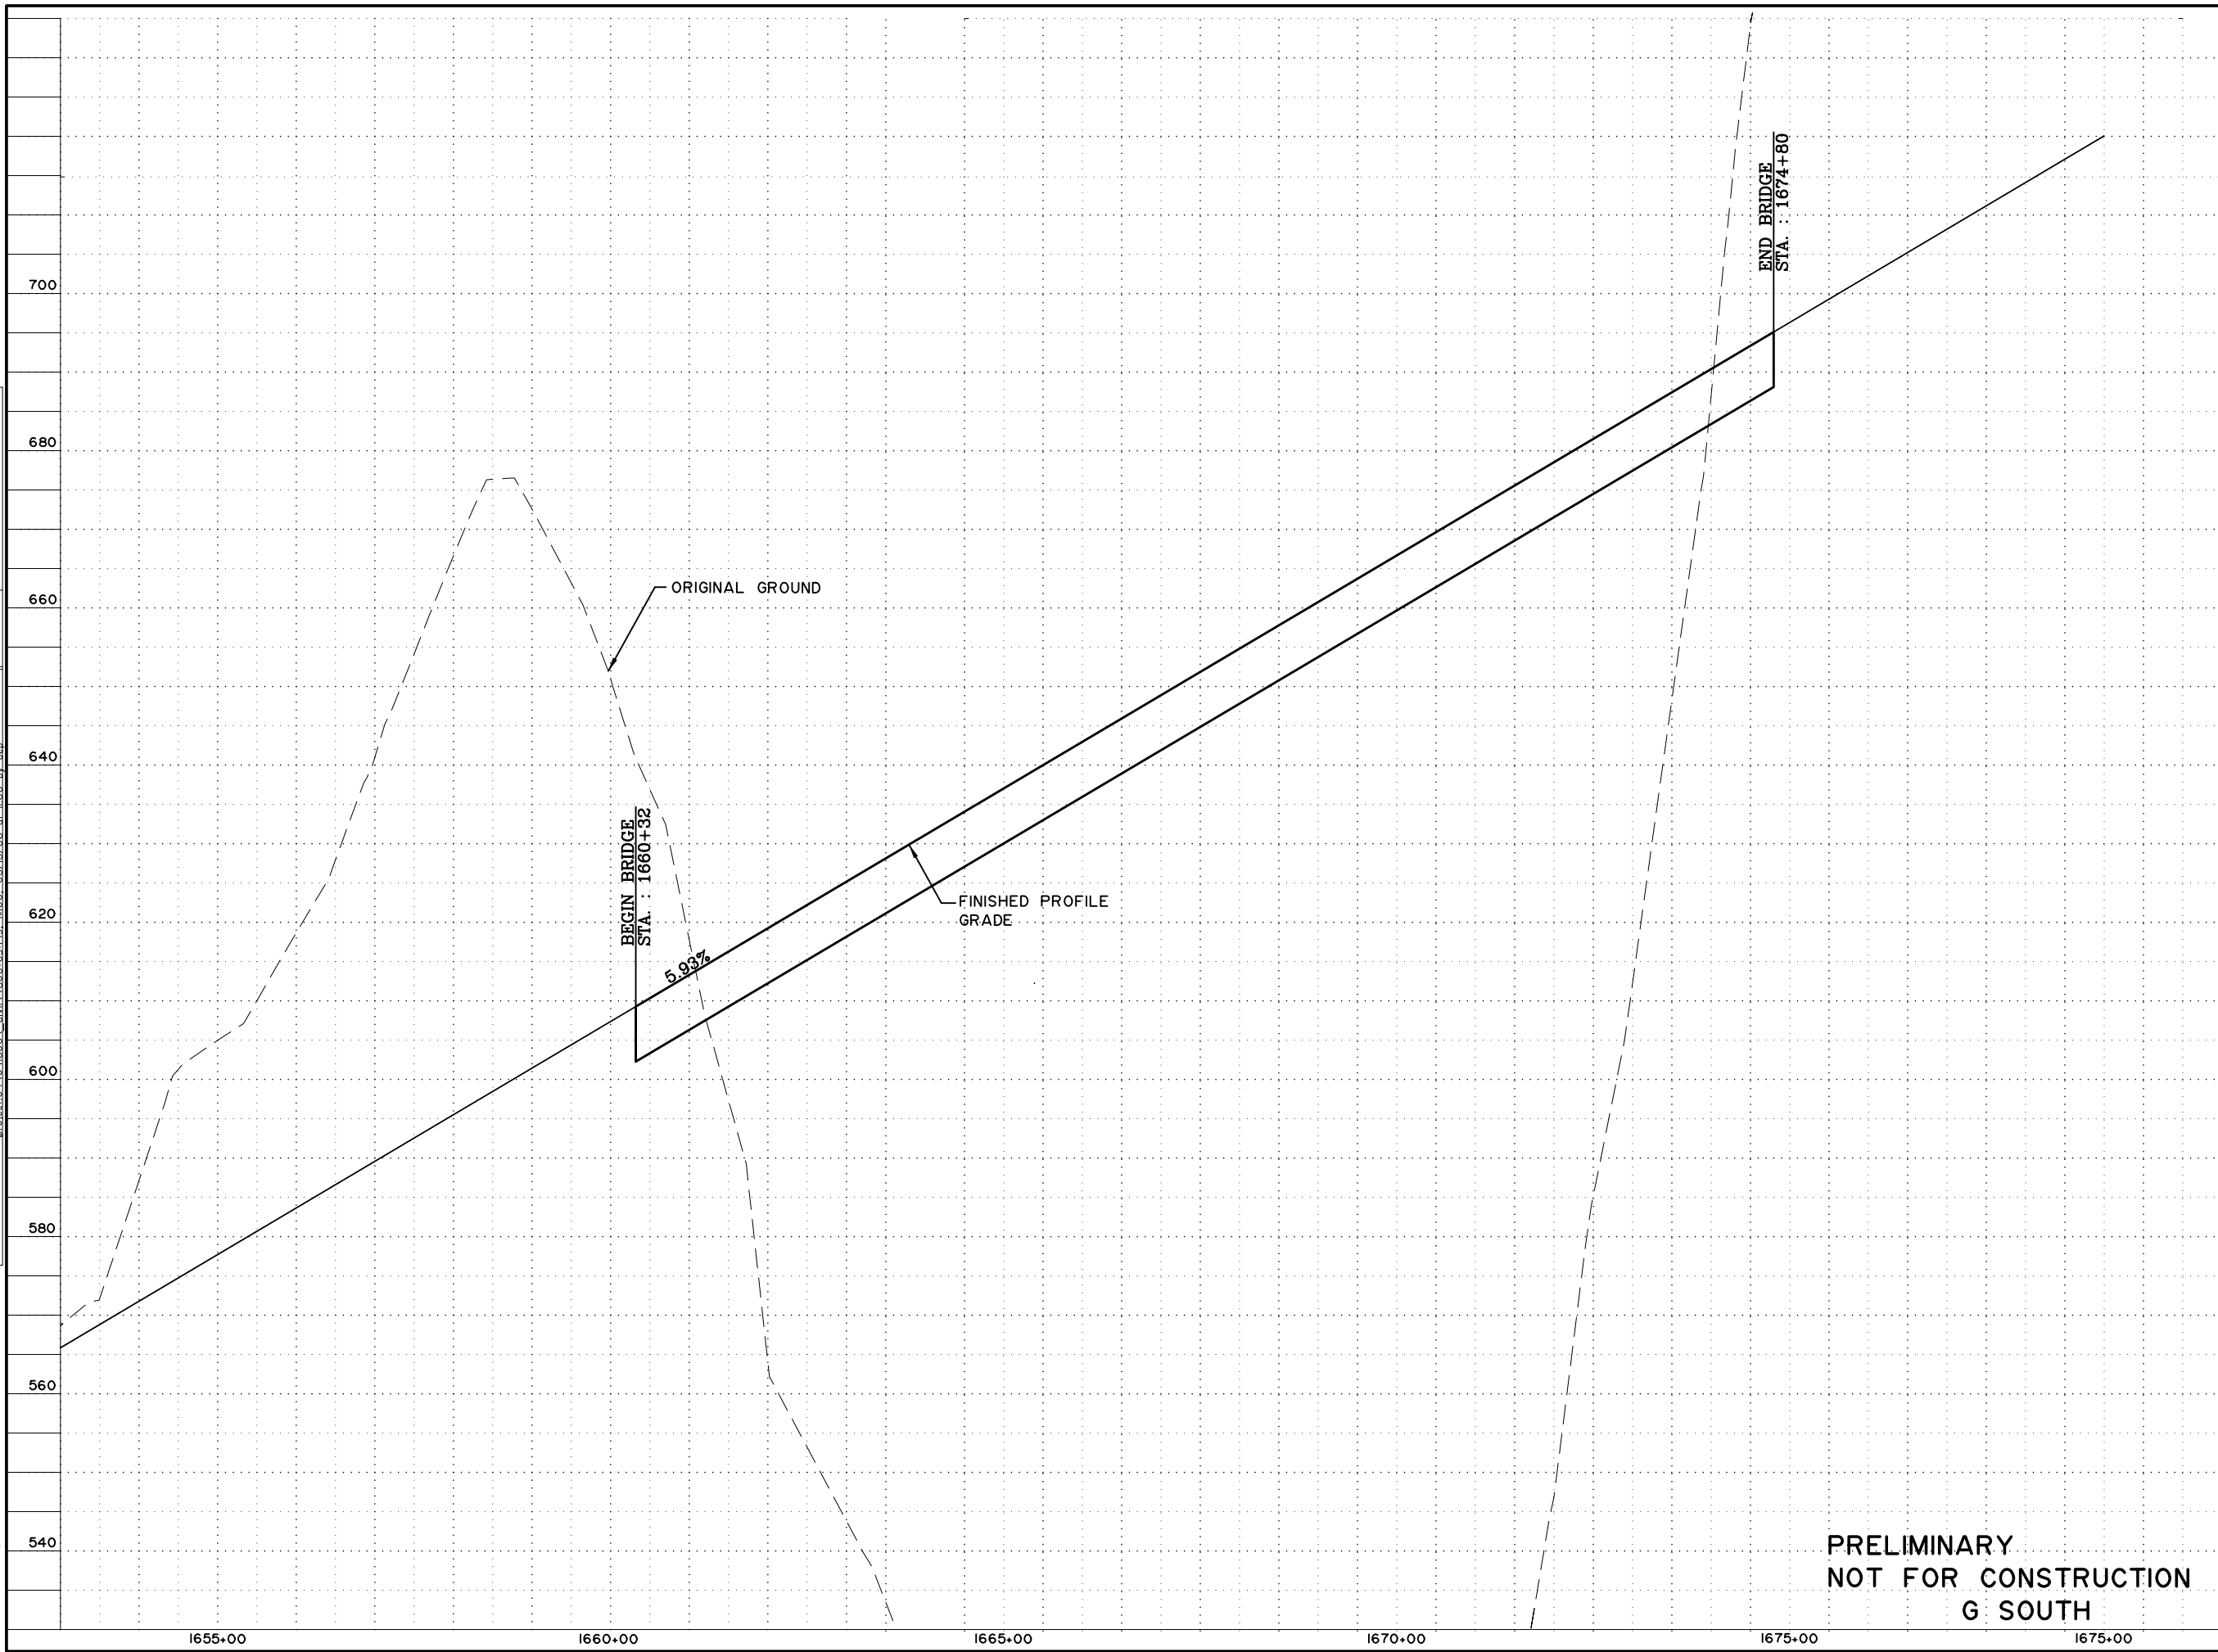 END BRIDGE
STA. : 1674+80
700
680
ORIGINAL GROUND
660
640
BEGIN BRIDGE
STA. : 1660+32
FINISHED PROFILE
GRADE
620
5.93%
600
580
560
540
PRELIMINARY
NOT FOR CONSTRUCTION
G SOUTH
1655+00 1660+00 1665+00 1670+00 1675+00 1675+00